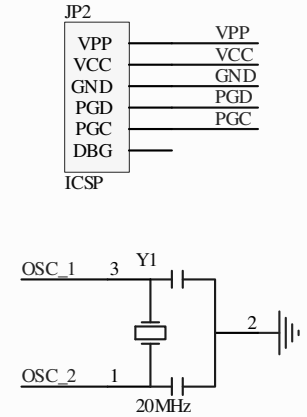 JP2
VPP VPP
VCC VCC
GND GND
PGD PGD
PGC PGC
DBG
ICSP
Y1
OSC_1 3
2
OSC_2 1
20MHz